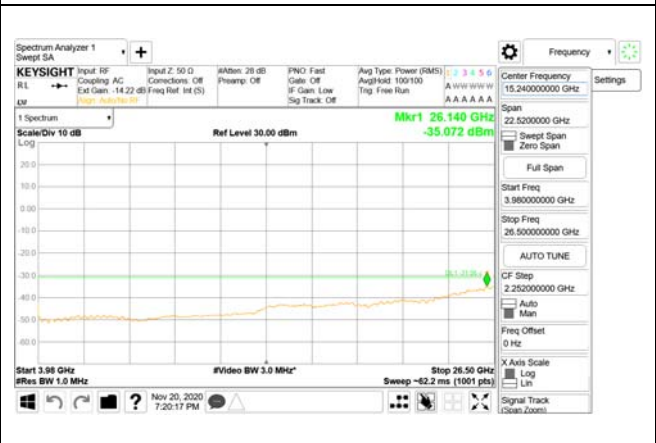 Spectrum Analyzer 1
Swept SA
+
Frequency
KEYSIGHT
RL
Input: RF
Coupling: AC
Ext Gain: -14.22 dB
Align: Auto/No RF
Input Z: 50 Ω
Corrections: Off
Freq Ref: Int (S)
#Atten: 28 dB
Preamp: Off
PNO: Fast
Gate: Off
IF Gain: Low
Sig Track: Off
Avg Type: Power (RMS)
Avg|Hold: 100/100
Trig: Free Run
1 2 3 4 5 6
A W W W W W
A A A A A A
1 Spectrum
Scale/Div 10 dB
Log
Ref Level 30.00 dBm
Mkr1 26.140 GHz
-35.072 dBm
20.0
10.0
0.00
-10.0
-20.0
-30.0
-40.0
-50.0
-60.0
Start 3.98 GHz
#Res BW 1.0 MHz
#Video BW 3.0 MHz*
Stop 26.50 GHz
Sweep ~62.2 ms (1001 pts)
Nov 20, 2020
7:20:17 PM
Center Frequency
15.240000000 GHz
Settings
Span
22.5200000 GHz
Swept Span
Zero Span
Full Span
Start Freq
3.980000000 GHz
Stop Freq
26.500000000 GHz
AUTO TUNE
CF Step
2.252000000 GHz
Auto
Man
Freq Offset
0 Hz
X Axis Scale
Log
Lin
Signal Track
(Span Zoom)